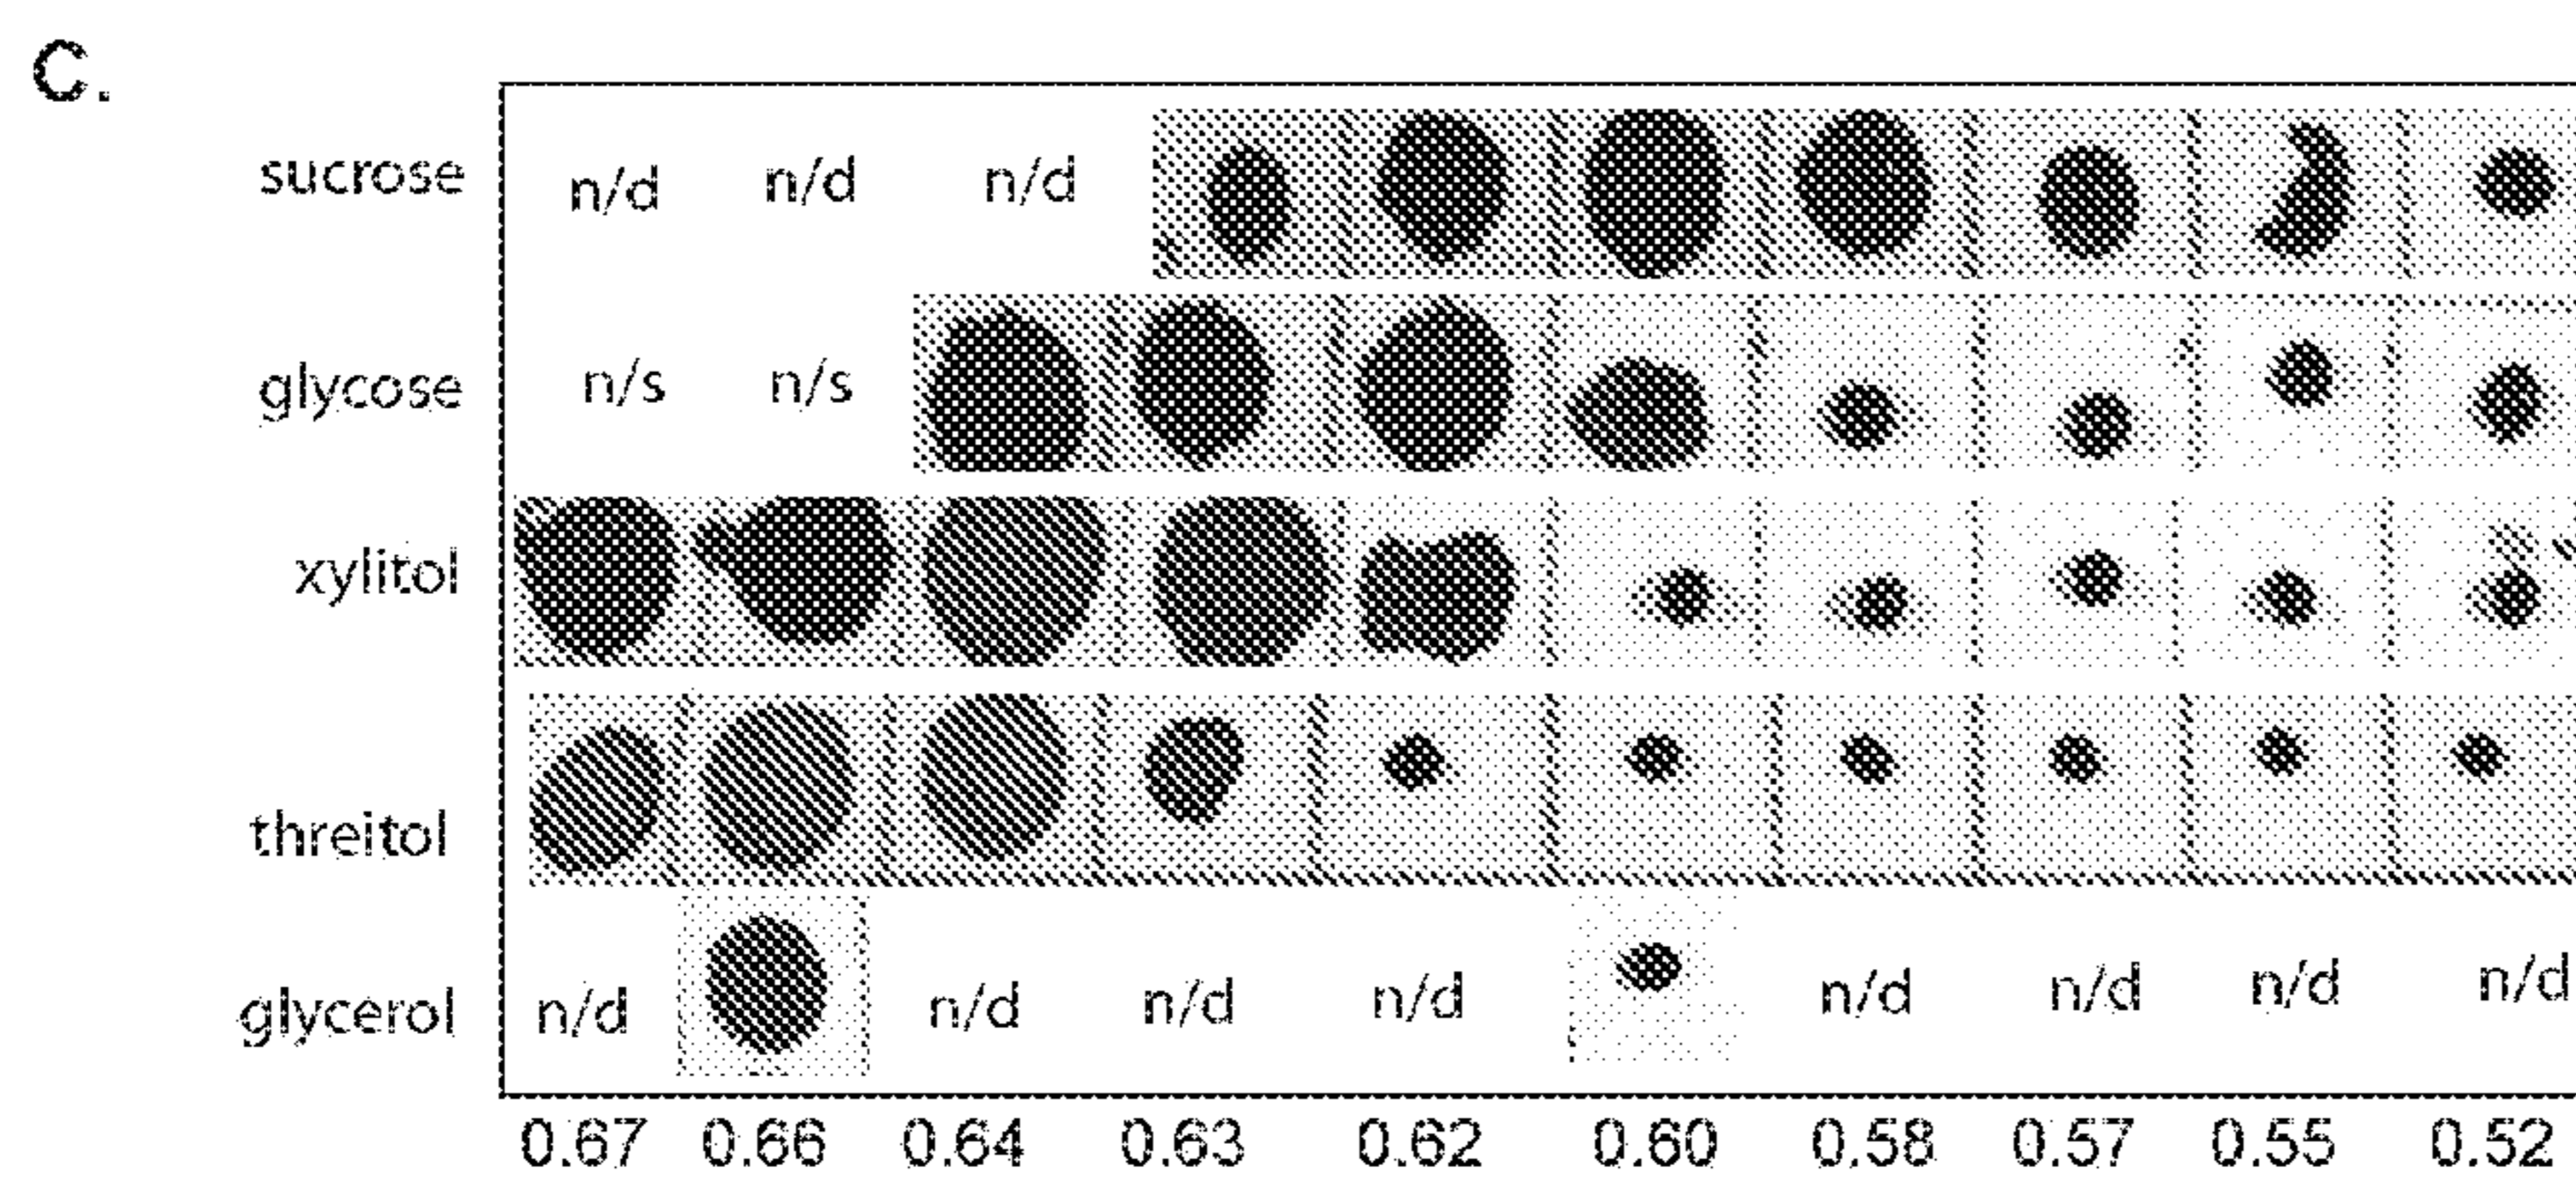 C.
sucrose n/d n/d n/d
glycose n/s n/s
xylitol
threitol
glycerol n/d n/d n/d n/d n/d n/d n/d n/d
0.67 0.66 0.64 0.63 0.62 0.60 0.58 0.57 0.55 0.52